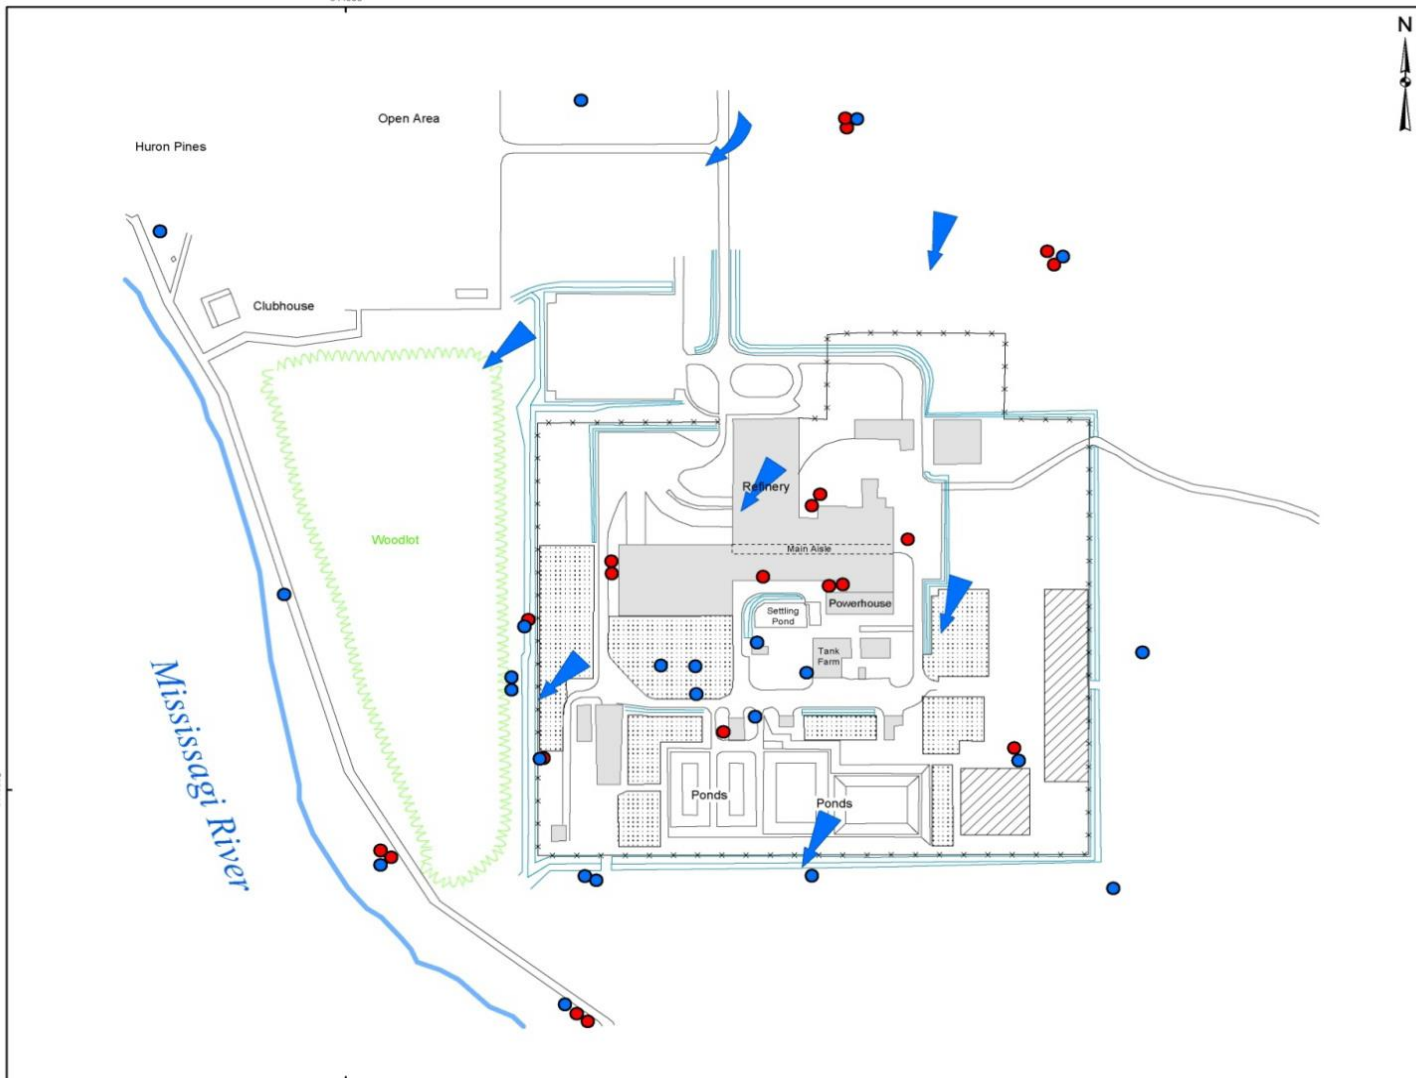 N
Open Area
Huron Pines
Clubhouse
Refinery
Woodlot
Main Aisle
Powerhouse
Settling
Pond
Tank
Farm
Mississagi River
Ponds
Ponds